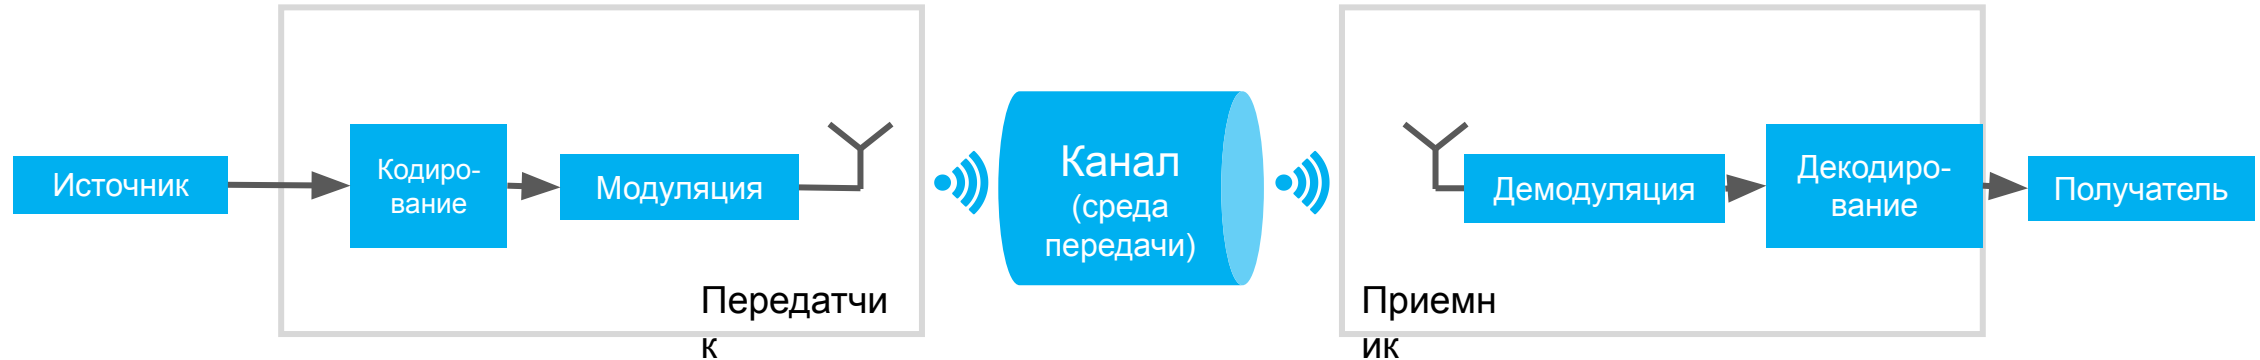 Источник
Кодиро-
вание
Модуляция
Передатчи
к
Канал
(среда
передачи)
Приемн
ик
Демодуляция
Декодиро-
вание
Получатель